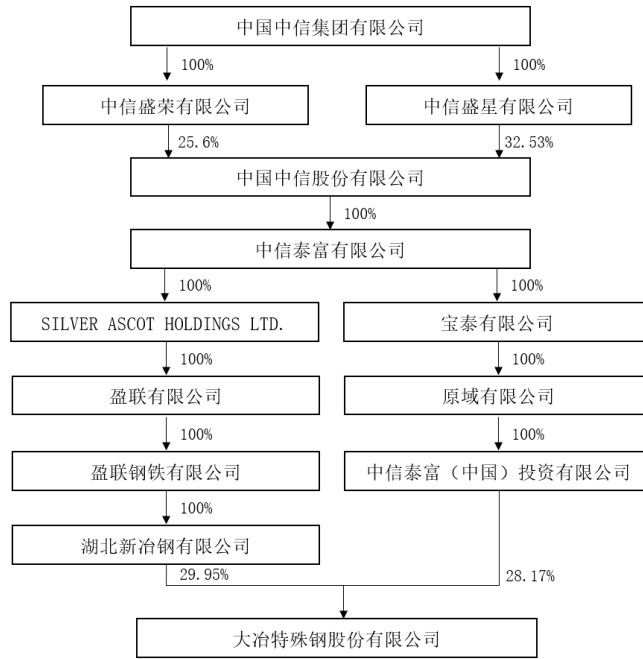 中国中信集团有限公司
100%
100%
中信盛荣有限公司
中信盛星有限公司
25.6%
32.53%
中国中信股份有限公司
100%
中信泰富有限公司
100%
100%
SILVER ASCOT HOLDINGS LTD.
宝泰有限公司
100%
100%
盈联有限公司
原域有限公司
100%
100%
盈联钢铁有限公司
中信泰富（中国）投资有限公司
100%
湖北新冶钢有限公司
29.95%
28.17%
大冶特殊钢股份有限公司